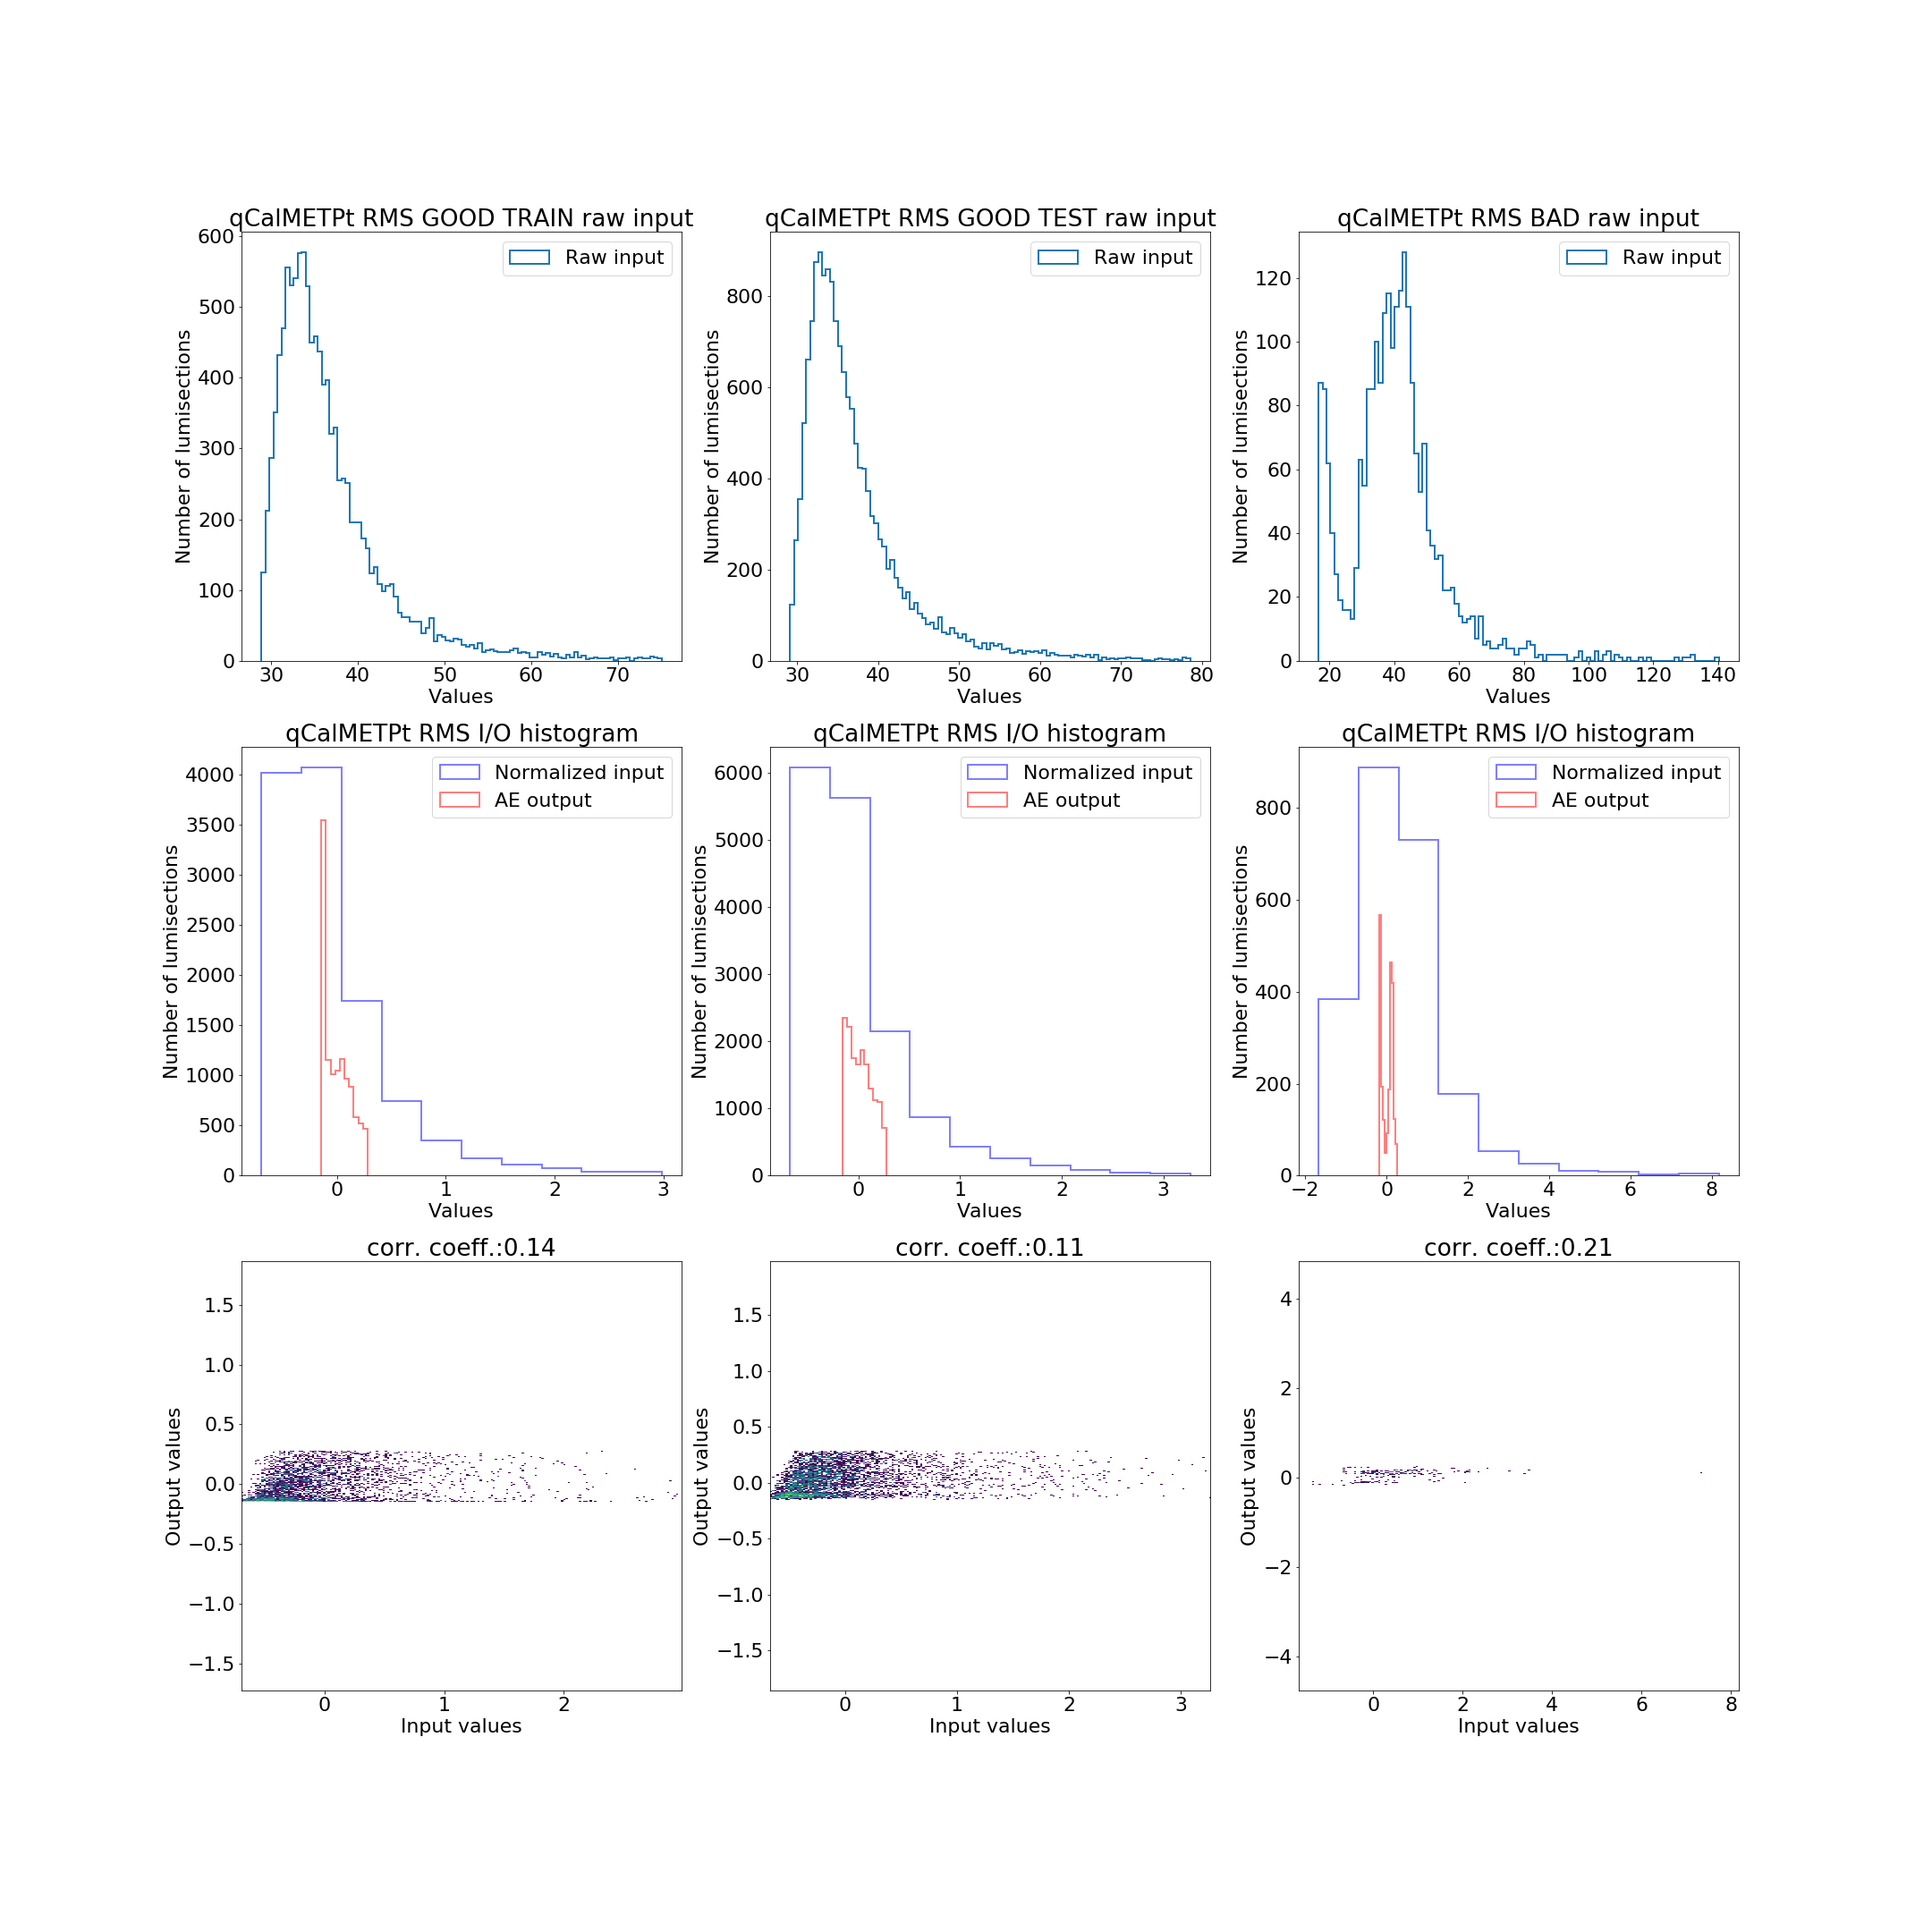 qCalMETPt RMS GOOD TRAIN raw input
Raw input
Number of lumisections
0
100
200
300
400
500
600
30
40
50
60
70
Values
qCalMETPt RMS GOOD TEST raw input
Raw input
Number of lumisections
0
200
400
600
800
30
40
50
60
70
80
Values
qCalMETPt RMS BAD raw input
Raw input
Number of lumisections
0
20
40
60
80
100
120
20
40
60
80
100
120
140
Values
qCalMETPt RMS I/O histogram
Normalized input
AE output
Number of lumisections
0
500
1000
1500
2000
2500
3000
3500
4000
0
1
2
3
Values
qCalMETPt RMS I/O histogram
Normalized input
AE output
Number of lumisections
0
1000
2000
3000
4000
5000
6000
0
1
2
3
Values
qCalMETPt RMS I/O histogram
Normalized input
AE output
Number of lumisections
0
200
400
600
800
−2
0
2
4
6
8
Values
corr. coeff.:0.14
Output values
1.5
1.0
0.5
0.0
−0.5
−1.0
−1.5
0
1
2
Input values
corr. coeff.:0.11
Output values
1.5
1.0
0.5
0.0
−0.5
−1.0
−1.5
0
1
2
3
Input values
corr. coeff.:0.21
Output values
4
2
0
−2
−4
0
2
4
6
8
Input values